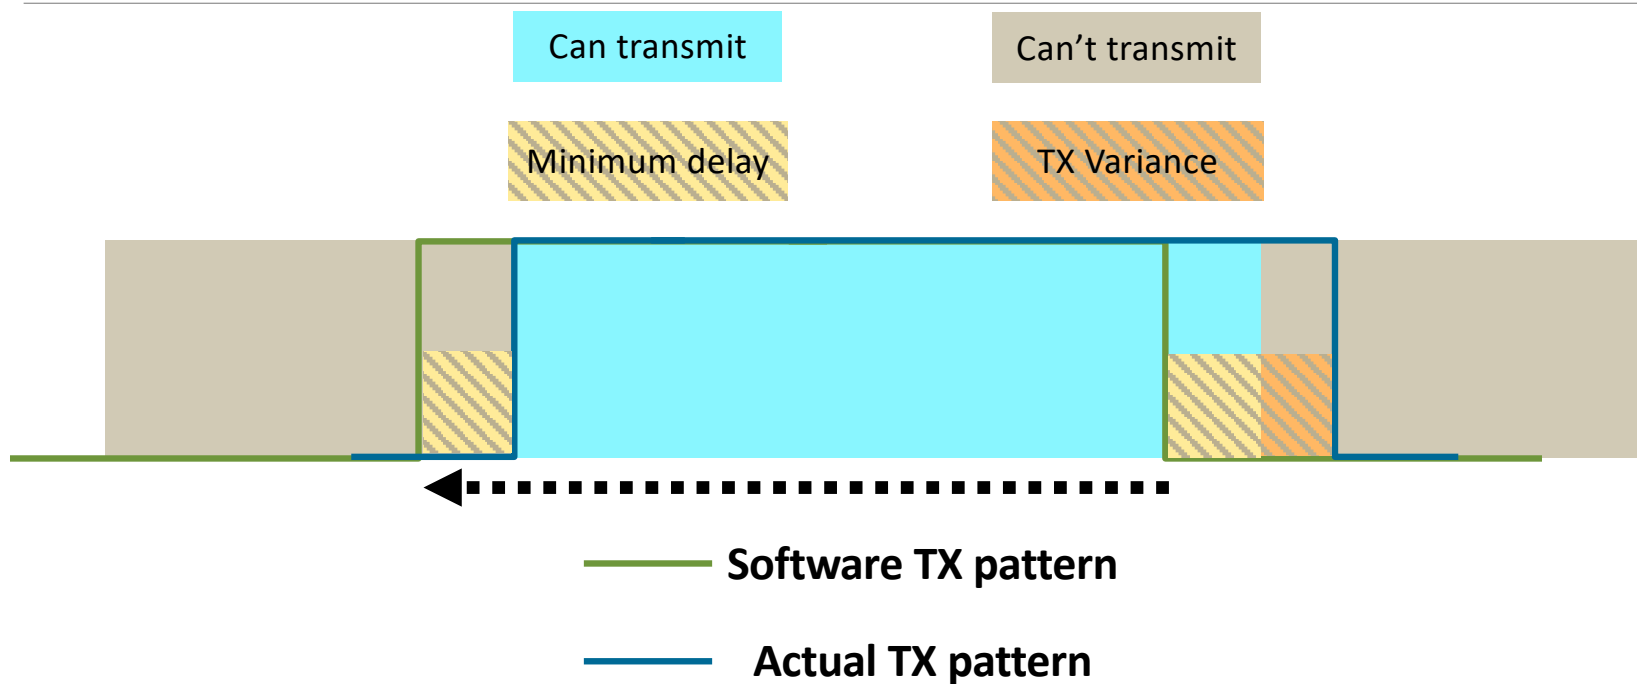 Can transmit
Can’t transmit
Minimum delay
TX Variance
Software TX pattern
Actual TX pattern